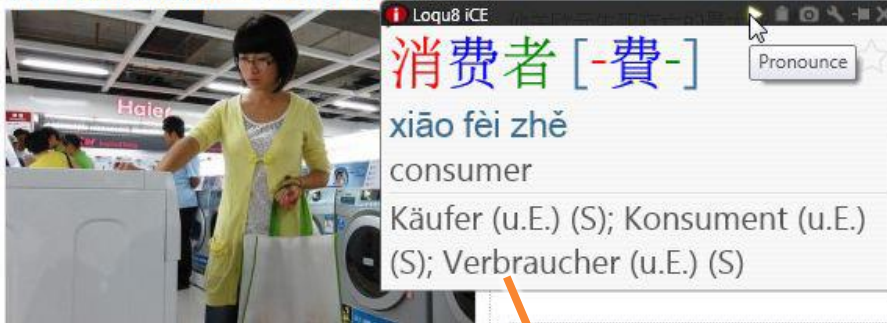 Loqu8 iCE
消费者 [-費-]
Pronounce
xiāo fèi zhě
consumer
Käufer (u.E.) (S); Konsument (u.E.)
(S); Verbraucher (u.E.) (S)
Haier